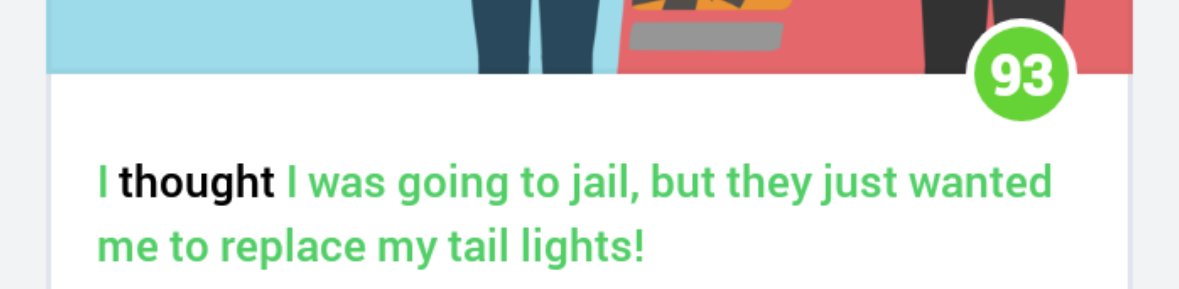 93
I thought I was going to jail, but they just wanted
me to replace my tail lights!